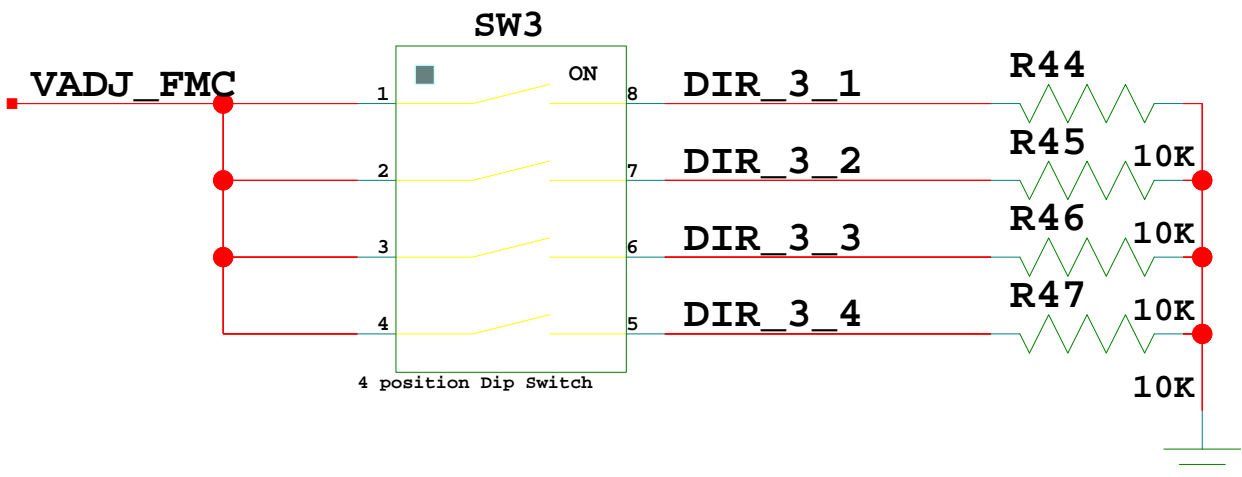 SW3
VADJ_FMC
ON
1
8
DIR_3_1
R44
10K
2
7
DIR_3_2
R45
10K
3
6
DIR_3_3
R46
10K
4
5
DIR_3_4
R47
10K
4 position Dip Switch